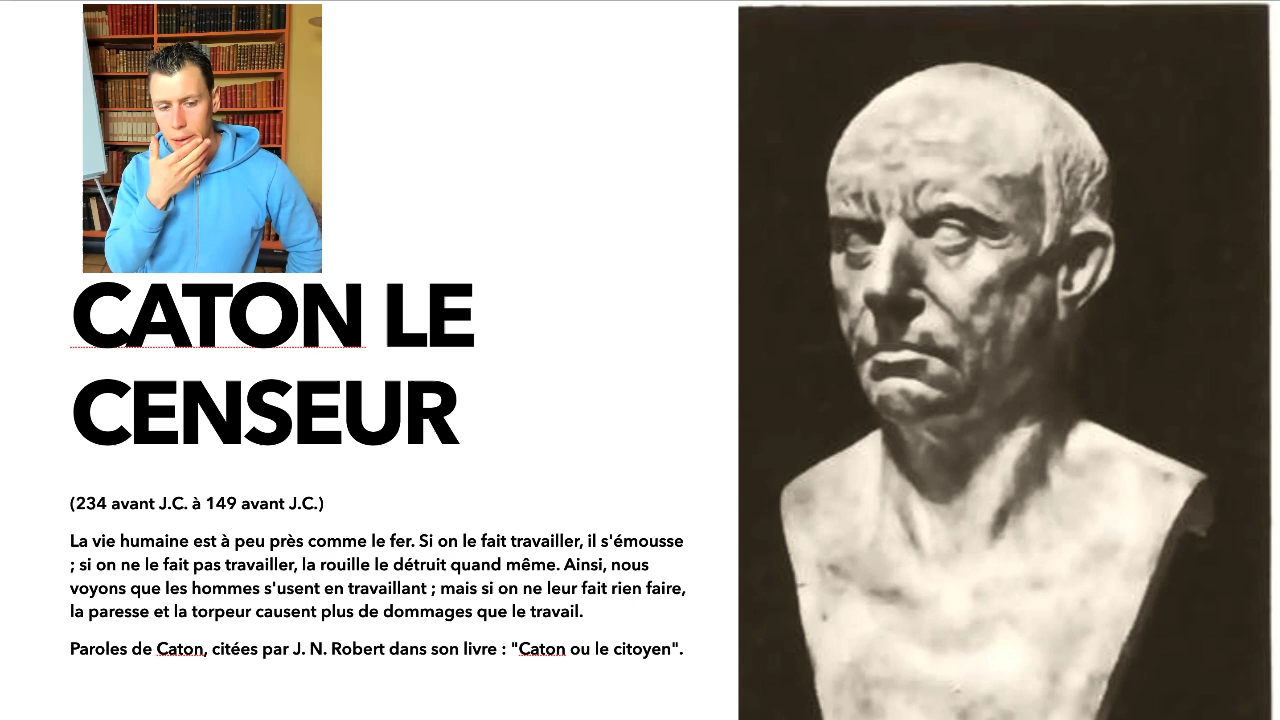 CATON LE
CENSEUR
(234 avant J.C. à 149 avant J.C.)
La vie humaine est à peu près comme le fer. Si on le fait travailler, il s'émousse
; si on ne le fait pas travailler, la rouille le détruit quand même. Ainsi, nous
voyons que les hommes s'usent en travaillant ; mais si on ne leur fait rien faire,
la paresse et la torpeur causent plus de dommages que le travail.
Paroles de Caton, citées par J. N. Robert dans son livre : "Caton ou le citoyen".